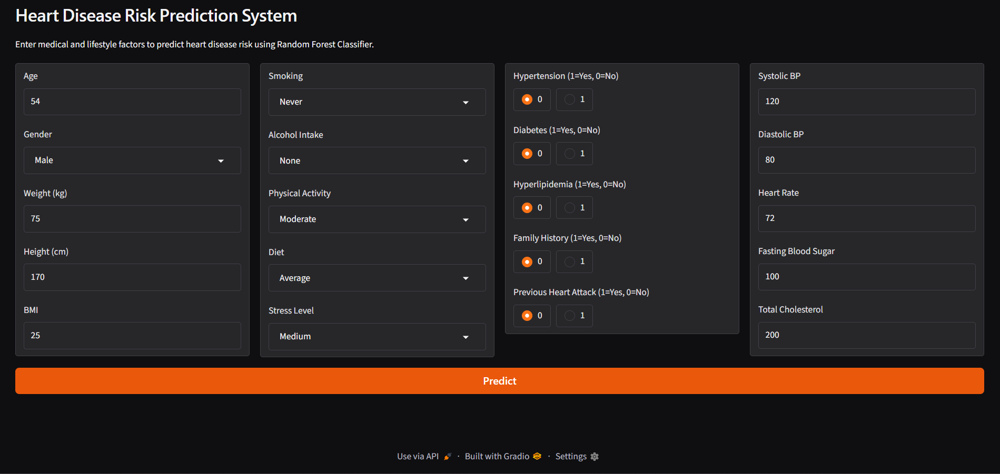 Heart Disease Risk Prediction System
Enter medical and lifestyle factors to predict heart disease risk using Random Forest Classifier.
Age
54
Gender
Male
Weight (kg)
75
Height (cm)
170
BMI
25
Smoking
Never
Alcohol Intake
None
Physical Activity
Moderate
Diet
Average
Stress Level
Medium
Hypertension (1=Yes, 0=No)
0 1
Diabetes (1=Yes, 0=No)
0 1
Hyperlipidemia (1=Yes, 0=No)
0 1
Family History (1=Yes, 0=No)
0 1
Previous Heart Attack (1=Yes, 0=No)
0 1
Systolic BP
120
Diastolic BP
80
Heart Rate
72
Fasting Blood Sugar
100
Total Cholesterol
200
Predict
Use via API · Built with Gradio · Settings